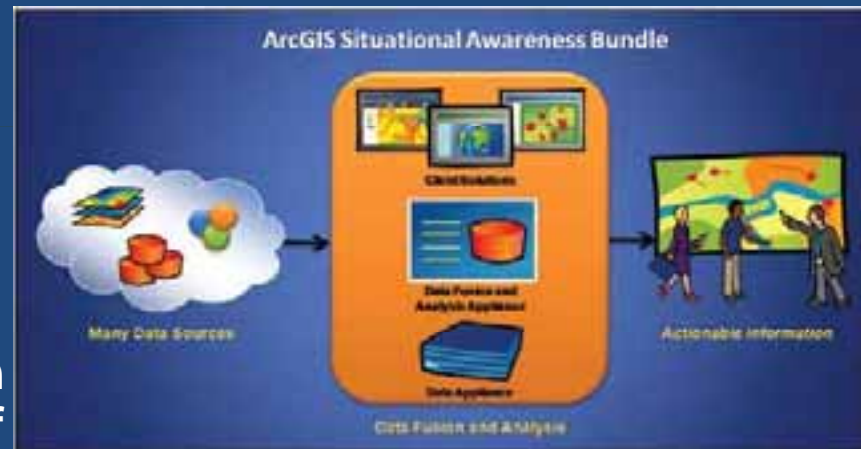 ArcGIS Situational Awareness Bundle
Client Solutions
Data Fusion and
Analysis Appliance
Many Data Sources
Actionable Information
Data Appliance
Data Fusion and Analysis